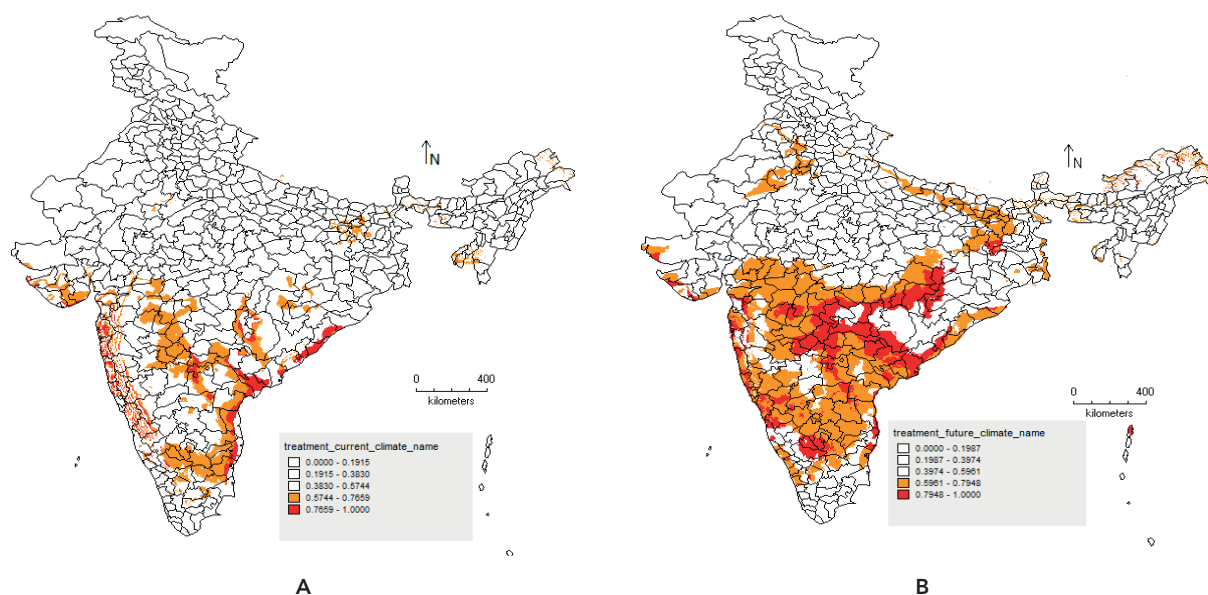 N
0 400
kilometers
treatment_current_climate_name
0.0000 - 0.1915
0.1915 - 0.3830
0.3830 - 0.5744
0.5744 - 0.7659
0.7659 - 1.0000
A
N
0 400
kilometers
treatment_future_climate_name
0.0000 - 0.1987
0.1987 - 0.3974
0.3974 - 0.5961
0.5961 - 0.7948
0.7948 - 1.0000
B